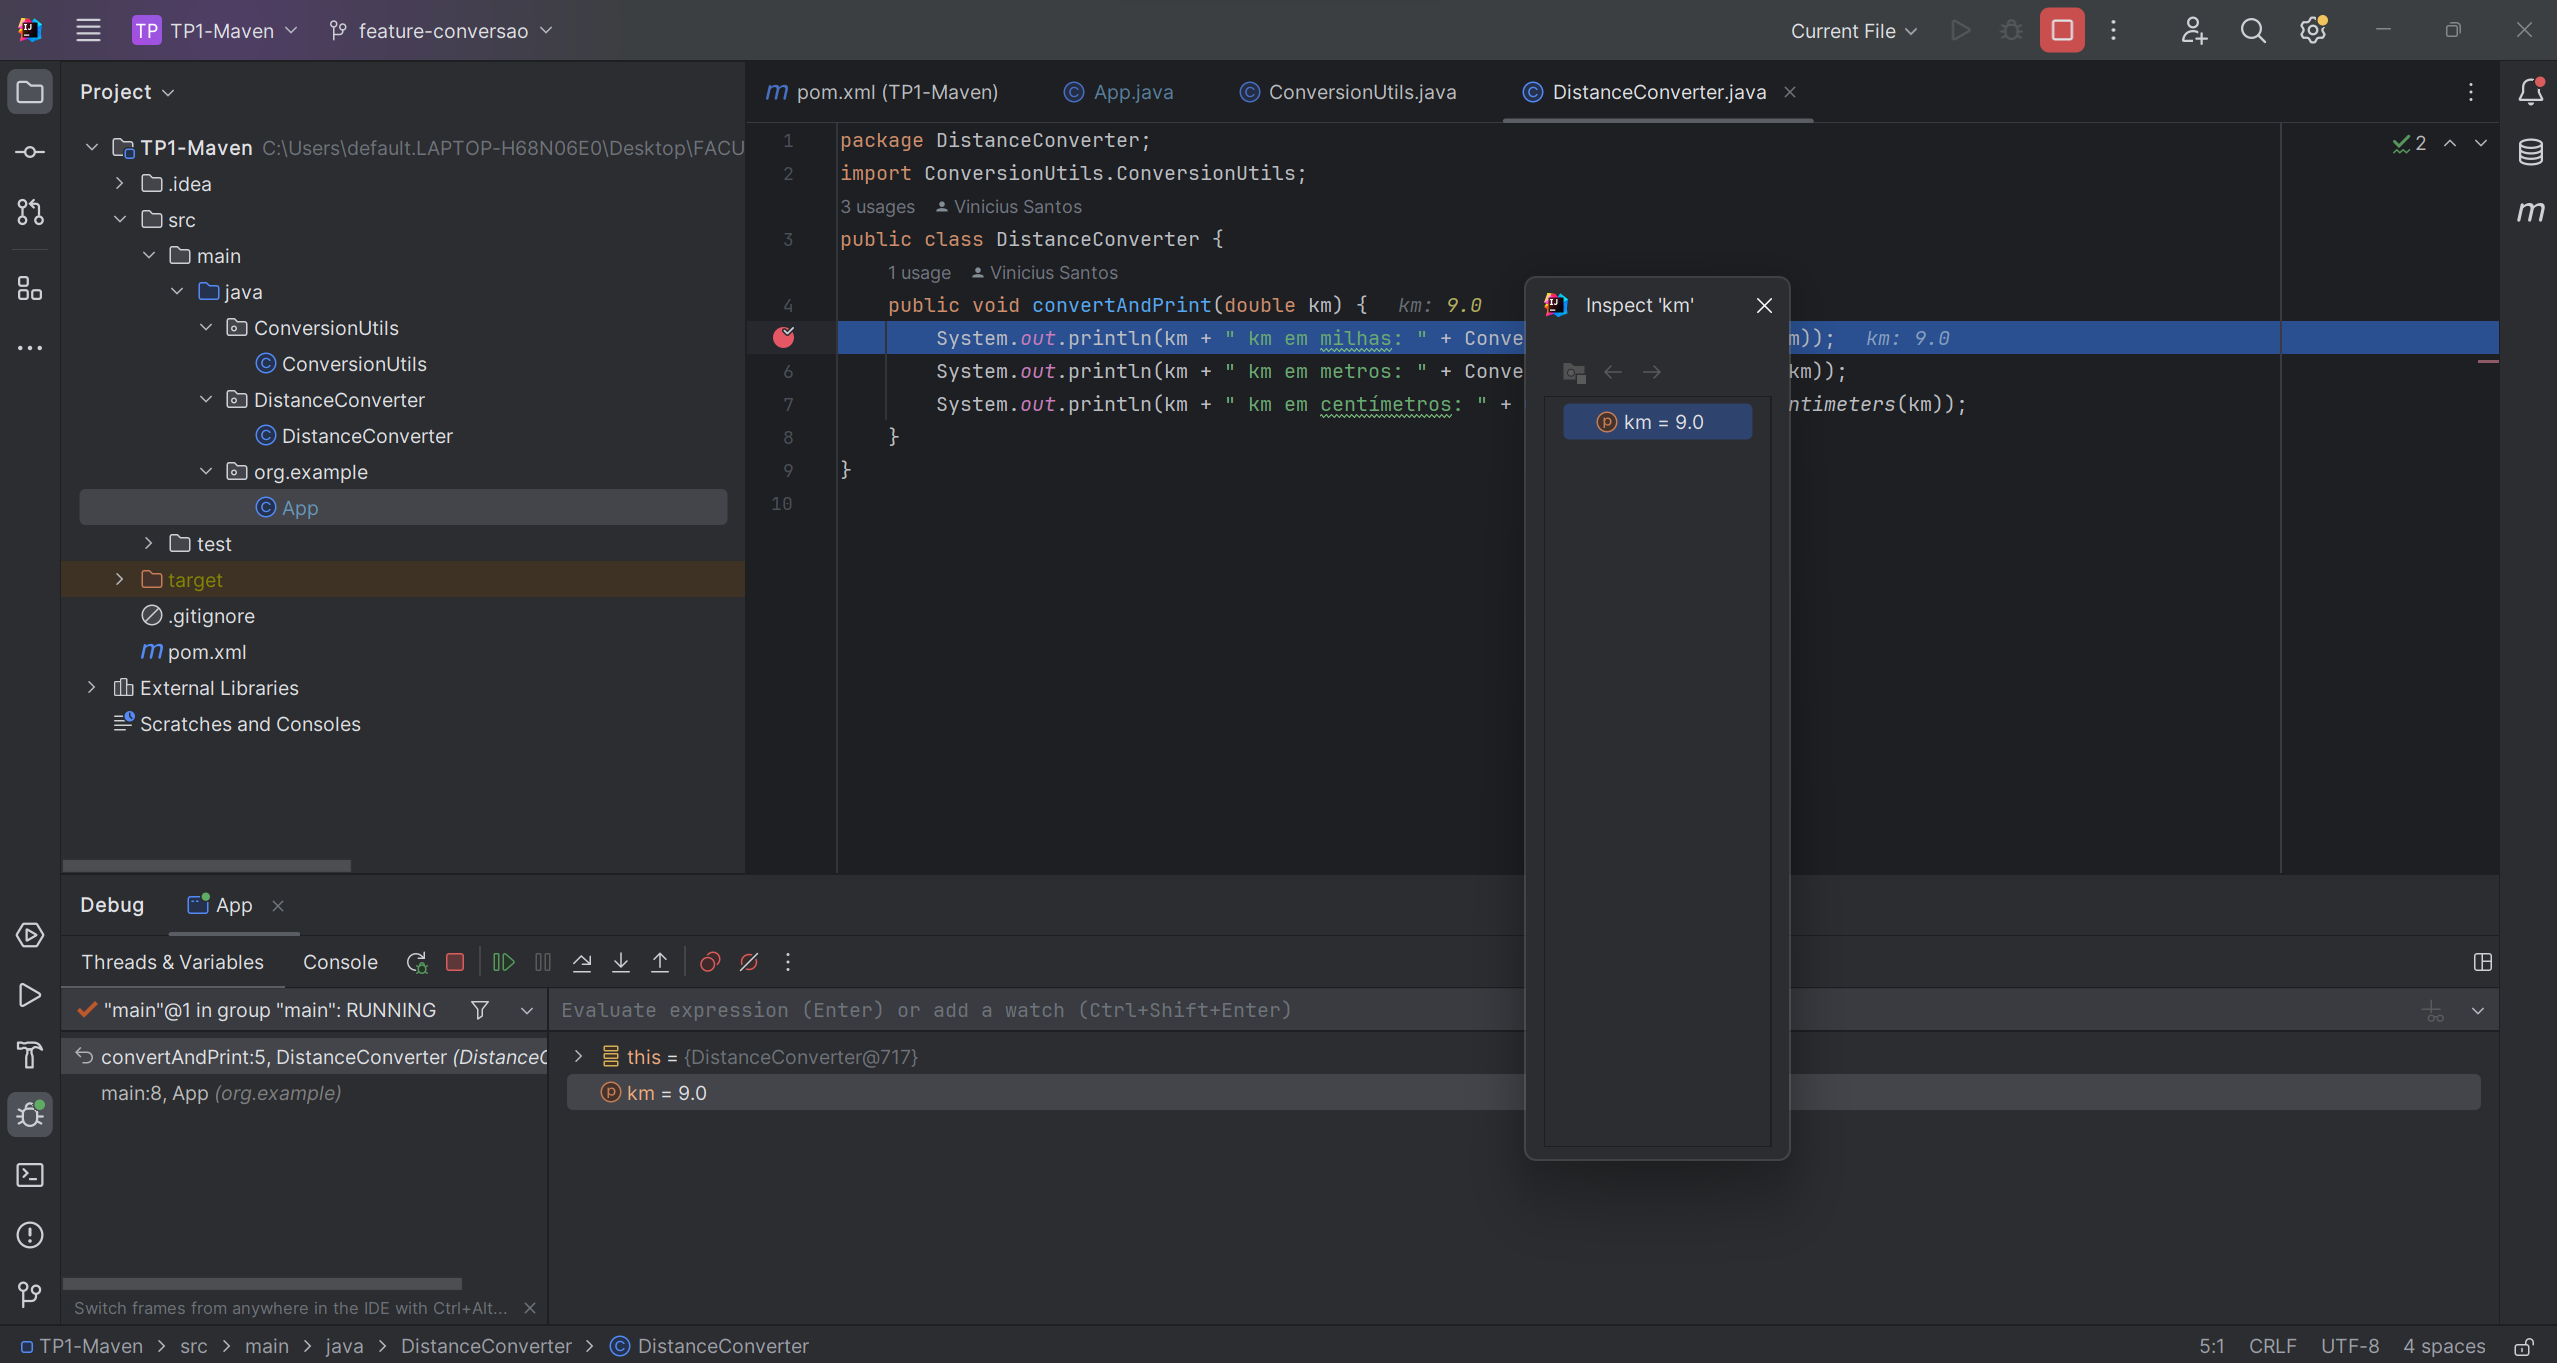 TP TP1-Maven feature-conversao Current File
Project
TP1-Maven C:\Users\default.LAPTOP-H68N06E0\Desktop\FACU
.idea
src
main
java
ConversionUtils
ConversionUtils
DistanceConverter
DistanceConverter
org.example
App
test
target
.gitignore
pom.xml
External Libraries
Scratches and Consoles
pom.xml (TP1-Maven) App.java ConversionUtils.java DistanceConverter.java
2
1 package DistanceConverter;
2 import ConversionUtils.ConversionUtils;
3 usages Vinicius Santos
3 public class DistanceConverter {
1 usage Vinicius Santos
4 public void convertAndPrint(double km) { km: 9.0
System.out.println(km + " km em milhas: " + Conve m)); km: 9.0
6 System.out.println(km + " km em metros: " + Conve km));
7 System.out.println(km + " km em centímetros: " + ntimeters(km));
8 }
9 }
10
Inspect 'km'
km = 9.0
Debug App
Threads & Variables Console
"main"@1 in group "main": RUNNING
convertAndPrint:5, DistanceConverter (DistanceC
main:8, App (org.example)
Switch frames from anywhere in the IDE with Ctrl+Alt...
Evaluate expression (Enter) or add a watch (Ctrl+Shift+Enter)
this = {DistanceConverter@717}
km = 9.0
TP1-Maven > src > main > java > DistanceConverter > DistanceConverter 5:1 CRLF UTF-8 4 spaces